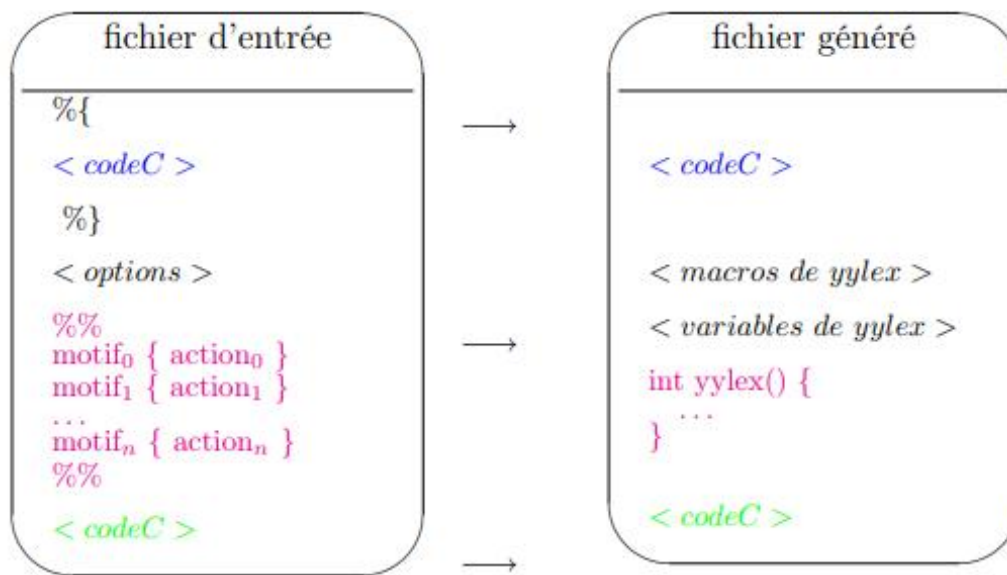 fichier d'entrée
%{
< codeC >
%}
< options >
%%
motif₀ { action₀ }
motif₁ { action₁ }
...
motifₙ { actionₙ }
%%
< codeC >
fichier généré
< codeC >
< macros de yylex >
< variables de yylex >
int yylex() {
...
}
< codeC >